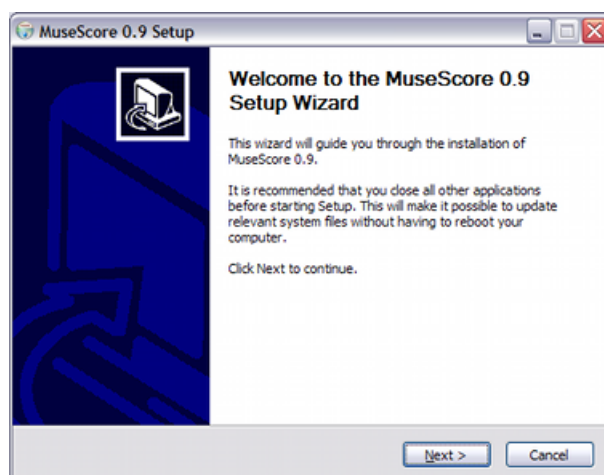 MuseScore 0.9 Setup
Welcome to the MuseScore 0.9
Setup Wizard
This wizard will guide you through the installation of
MuseScore 0.9.
It is recommended that you close all other applications
before starting Setup. This will make it possible to update
relevant system files without having to reboot your
computer.
Click Next to continue.
Next > Cancel